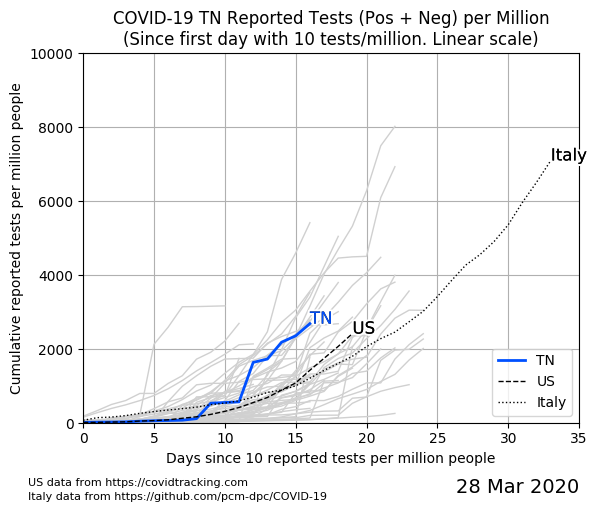 COVID-19 TN Reported Tests (Pos + Neg) per Million
(Since first day with 10 tests/million. Linear scale)
Cumulative reported tests per million people
10000
8000
6000
4000
2000
0
Italy
TN
US
TN
US
Italy
0 5 10 15 20 25 30 35
Days since 10 reported tests per million people
US data from https://covidtracking.com
Italy data from https://github.com/pcm-dpc/COVID-19
28 Mar 2020